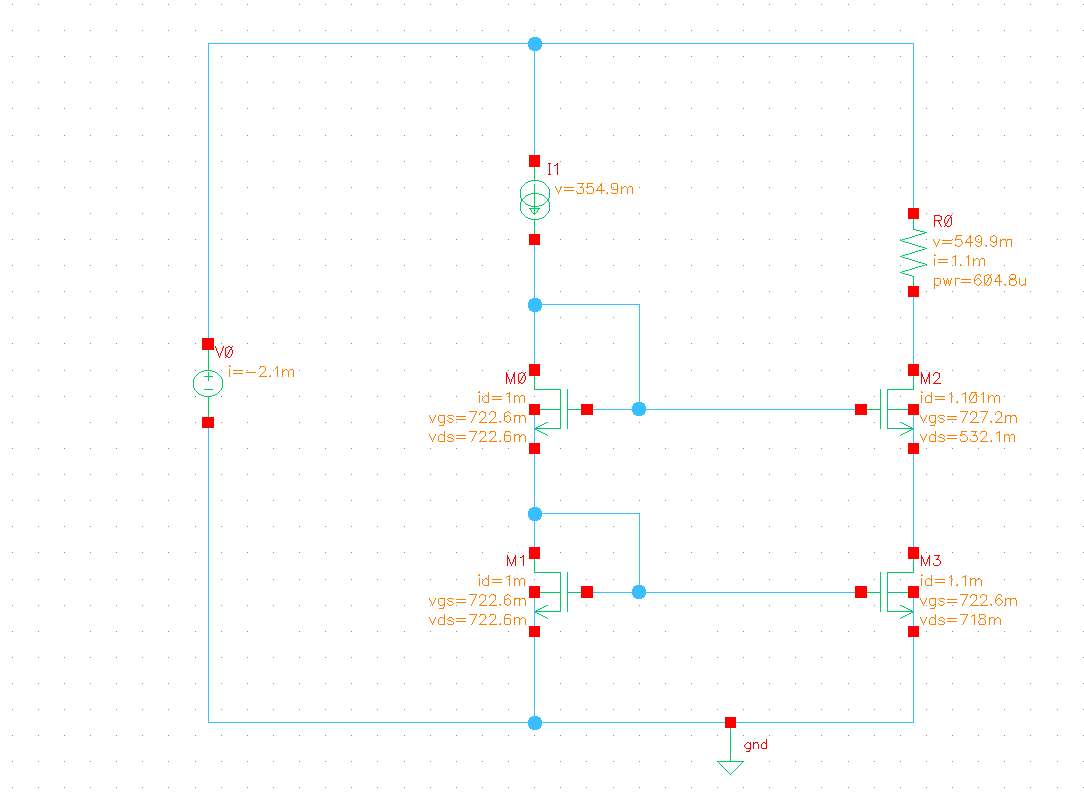 I1
v=354.9m
R0
v=549.9m
i=1.1m
pwr=604.8u
V0
i=-2.1m
M0
id=1m
vgs=722.6m
vds=722.6m
M2
id=1.101m
vgs=727.2m
vds=532.1m
M1
id=1m
vgs=722.6m
vds=722.6m
M3
id=1.1m
vgs=722.6m
vds=718m
gnd